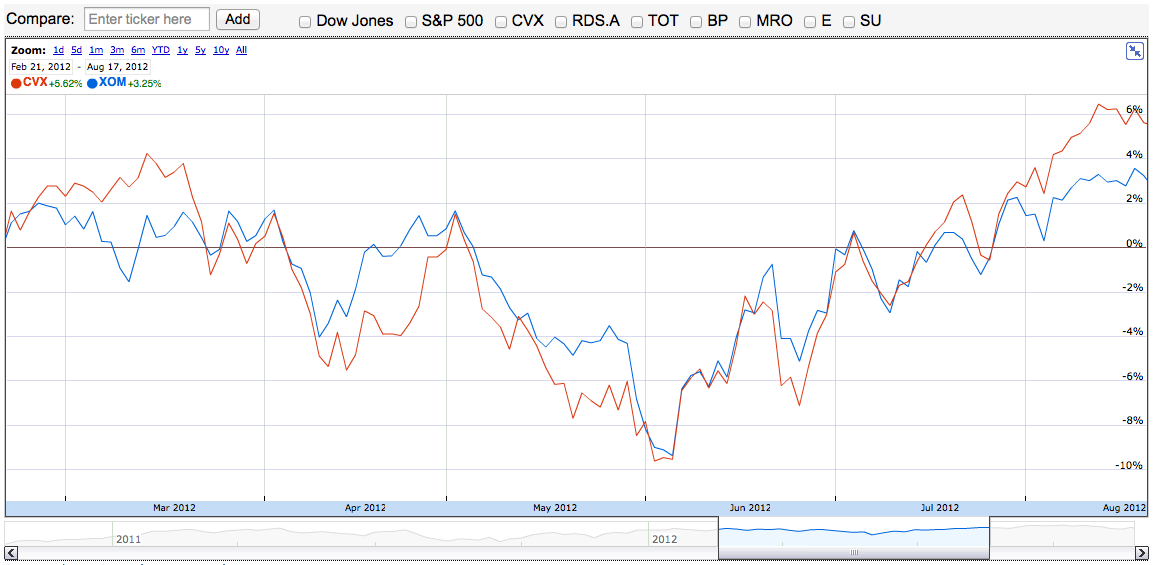 Compare: Enter ticker here Add Dow Jones S&P 500 CVX RDS.A TOT BP MRO E SU
Zoom: 1d 5d 1m 3m 6m YTD 1y 5y 10y All
Feb 21, 2012 - Aug 17, 2012
CVX +5.62% XOM +3.25%
6%
4%
2%
0%
-2%
-4%
-6%
-8%
-10%
Mar 2012 Apr 2012 May 2012 Jun 2012 Jul 2012 Aug 2012
2011 2012